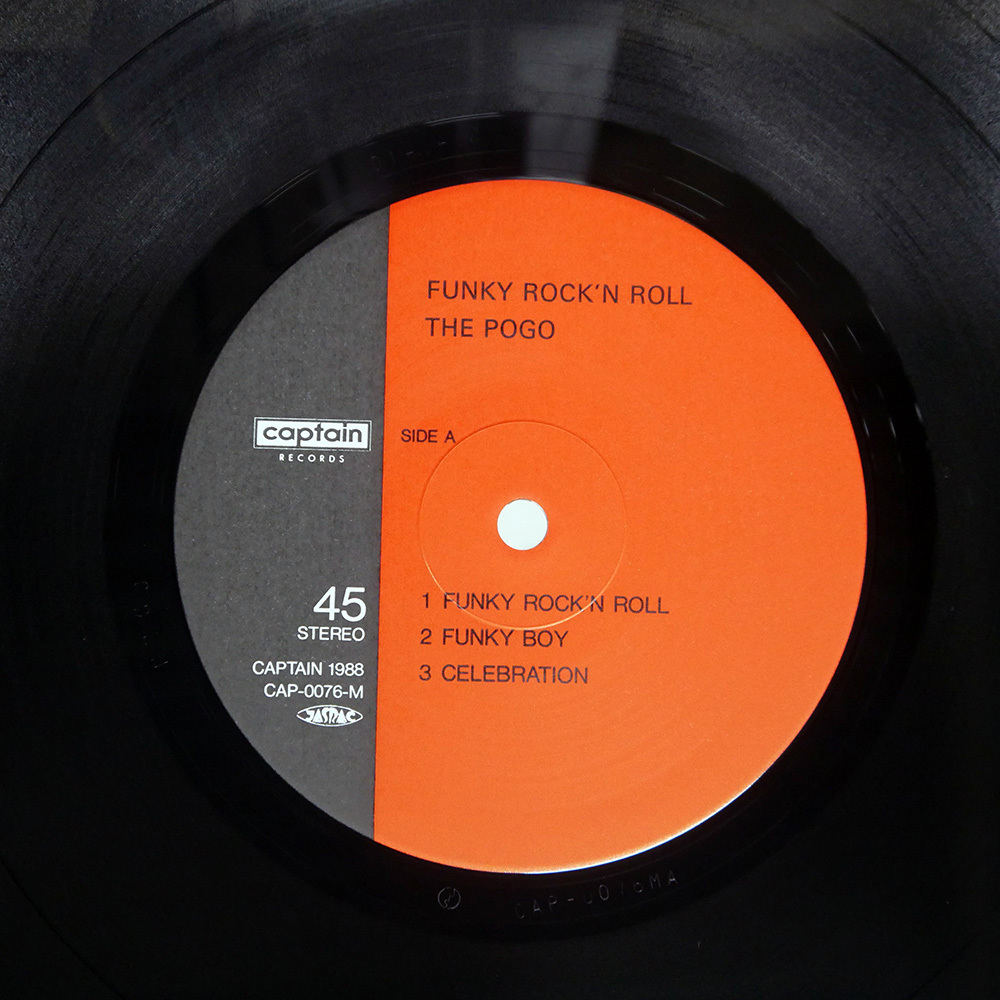 FUNKY ROCK'N ROLL
THE POGO
captain
RECORDS
SIDE A
1 FUNKY ROCK'N ROLL
2 FUNKY BOY
3 CELEBRATION
45
STEREO
CAPTAIN 1988
CAP-0076-M
JASRAC